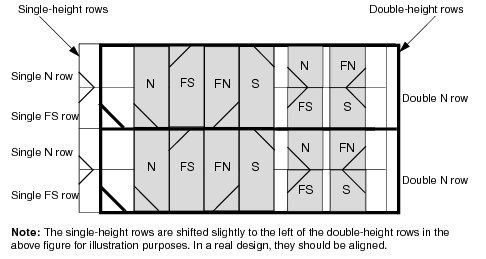 Single-height rows
Double-height rows
N FN
Single N row
N FS FN S
Double N row
Single FS row
FS S
Single N row
N FN
N FS FN S
Double N row
Single FS row
FS S
Note: The single-height rows are shifted slightly to the left of the double-height rows in the
above figure for illustration purposes. In a real design, they should be aligned.